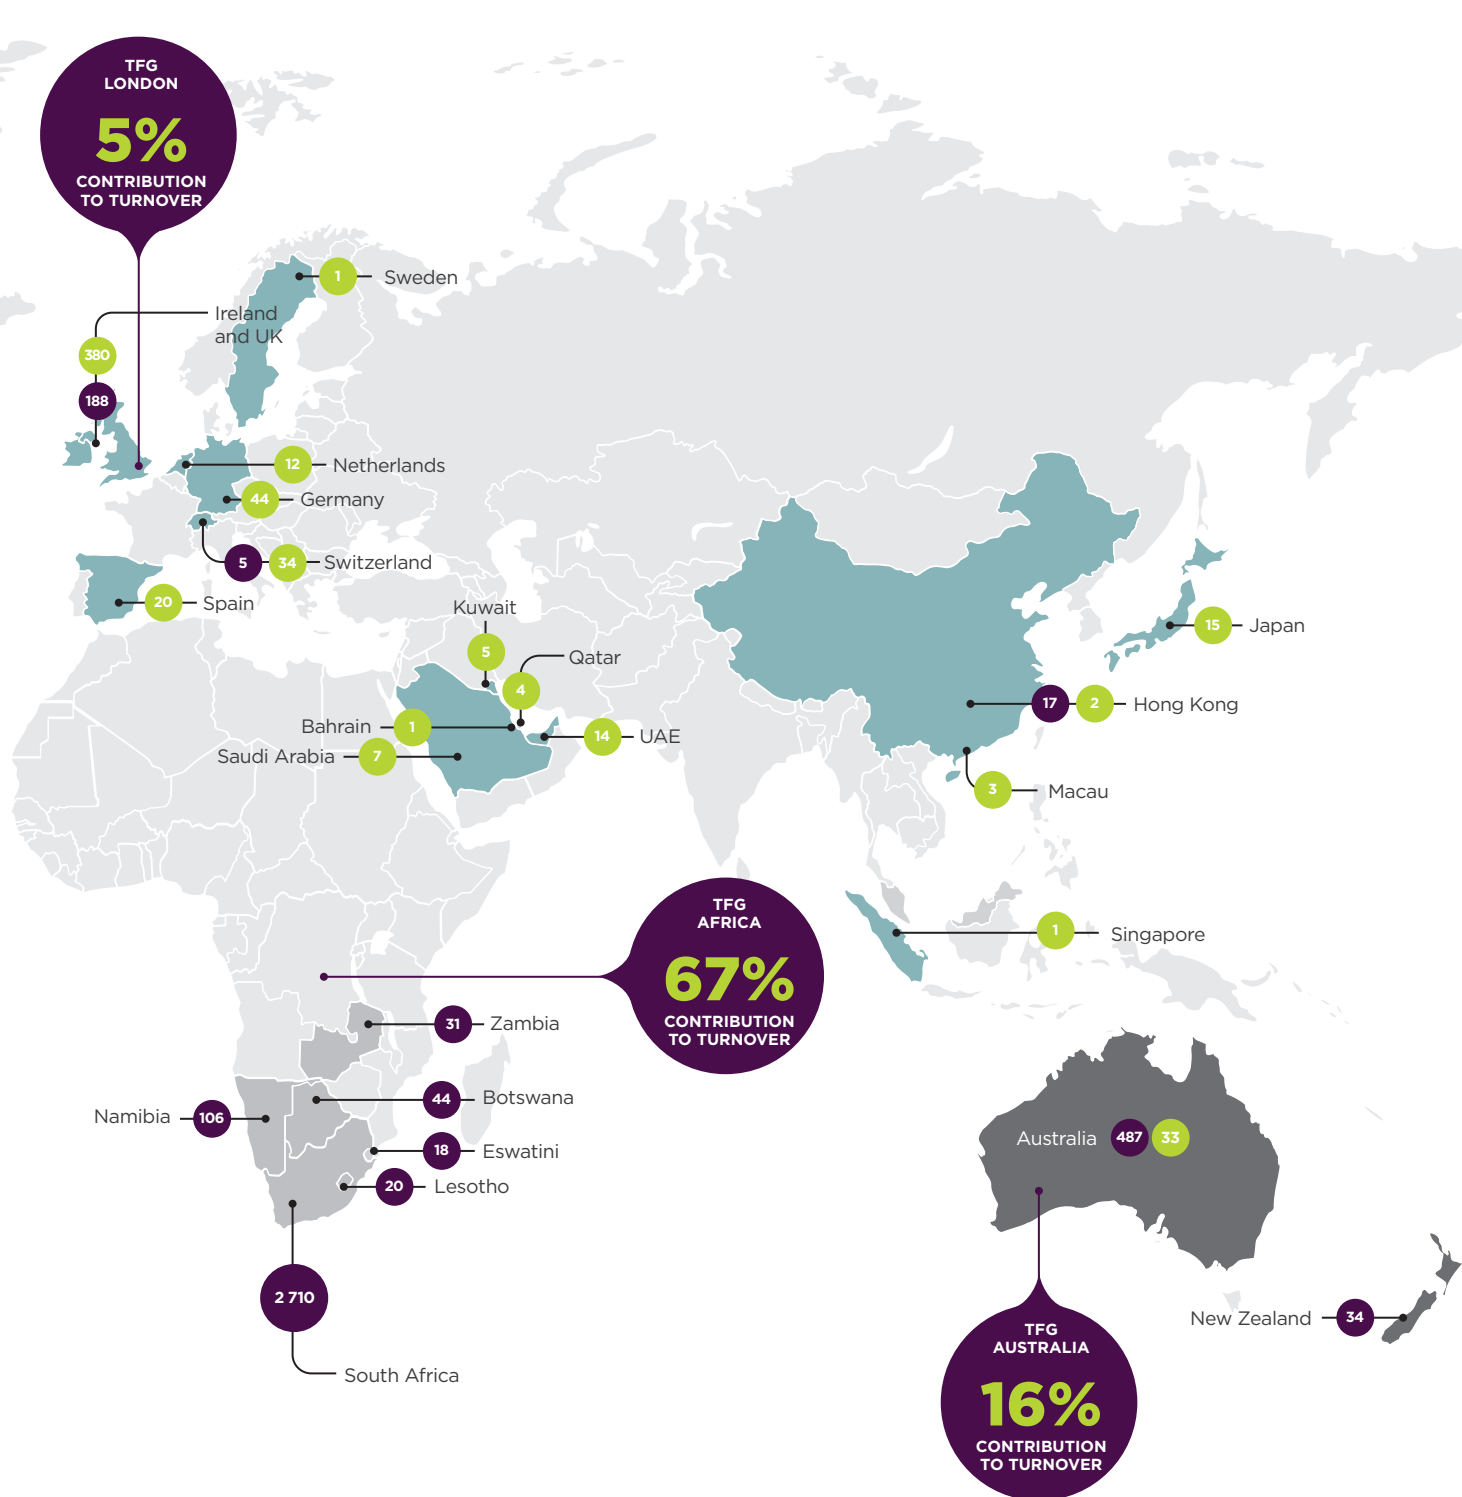 TFG
LONDON
5%
CONTRIBUTION
TO TURNOVER
1 Sweden
Ireland
and UK
380
188
12 Netherlands
44 Germany
5 34 Switzerland
20 Spain
Kuwait
5
Qatar
4
Bahrain 1
14 UAE
Saudi Arabia 7
15 Japan
17 2 Hong Kong
3 Macau
1 Singapore
TFG
AFRICA
67%
CONTRIBUTION
TO TURNOVER
31 Zambia
44 Botswana
Namibia 106
18 Eswatini
20 Lesotho
2 710
South Africa
Australia 487 33
New Zealand 34
TFG
AUSTRALIA
16%
CONTRIBUTION
TO TURNOVER